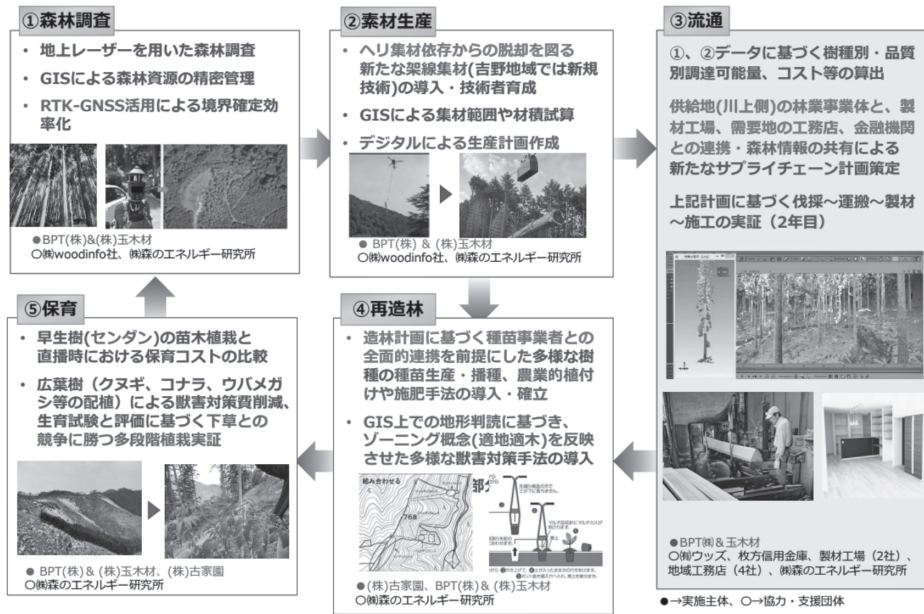 ①森林調査
• 地上レーザーを用いた森林調査
• GISによる森林資源の精密管理
• RTK-GNSS活用による境界確定効
率化
●BPT(株)&(株)玉木材
○㈱woodinfo社、㈱森のエネルギー研究所
②素材生産
• ヘリ集材依存からの脱却を図る
新たな架線集材(吉野地域では新規
技術)の導入・技術者育成
• GISによる集材範囲や材積試算
• デジタルによる生産計画作成
● BPT(株) & (株)玉木材
○㈱woodinfo社、㈱森のエネルギー研究所
③流通
①、②データに基づく樹種別・品質
別調達可能量、コスト等の算出
供給地(川上側)の林業事業体と、製
材工場、需要地の工務店、金融機関
との連携・森林情報の共有による
新たなサプライチェーン計画策定
上記計画に基づく伐採～運搬～製材
～施工の実証（2年目）
●BPT㈱&玉木材
○㈲ウッズ、枚方信用金庫、製材工場（2社）、
地域工務店（4社）、㈱森のエネルギー研究所
④再造林
• 造林計画に基づく種苗事業者との
全面的連携を前提にした多様な樹
種の種苗生産・播種、農業的植付
けや施肥手法の導入・確立
• GIS上での地形判読に基づき、
ゾーニング概念(適地適木)を反映
させた多様な獣害対策手法の導入
組み合わせる
768
●(株)古家園、BPT(株)& (株)玉木材
○㈱森のエネルギー研究所
⑤保育
• 早生樹(センダン)の苗木植栽と
直播時における保育コストの比較
• 広葉樹（クヌギ、コナラ、ウバメガ
シ等の配植）による獣害対策費削減、
生育試験と評価に基づく下草との
競争に勝つ多段階植栽実証
● BPT(株)& (株)玉木材、(株)古家園
○㈱森のエネルギー研究所
●→実施主体、○→協力・支援団体